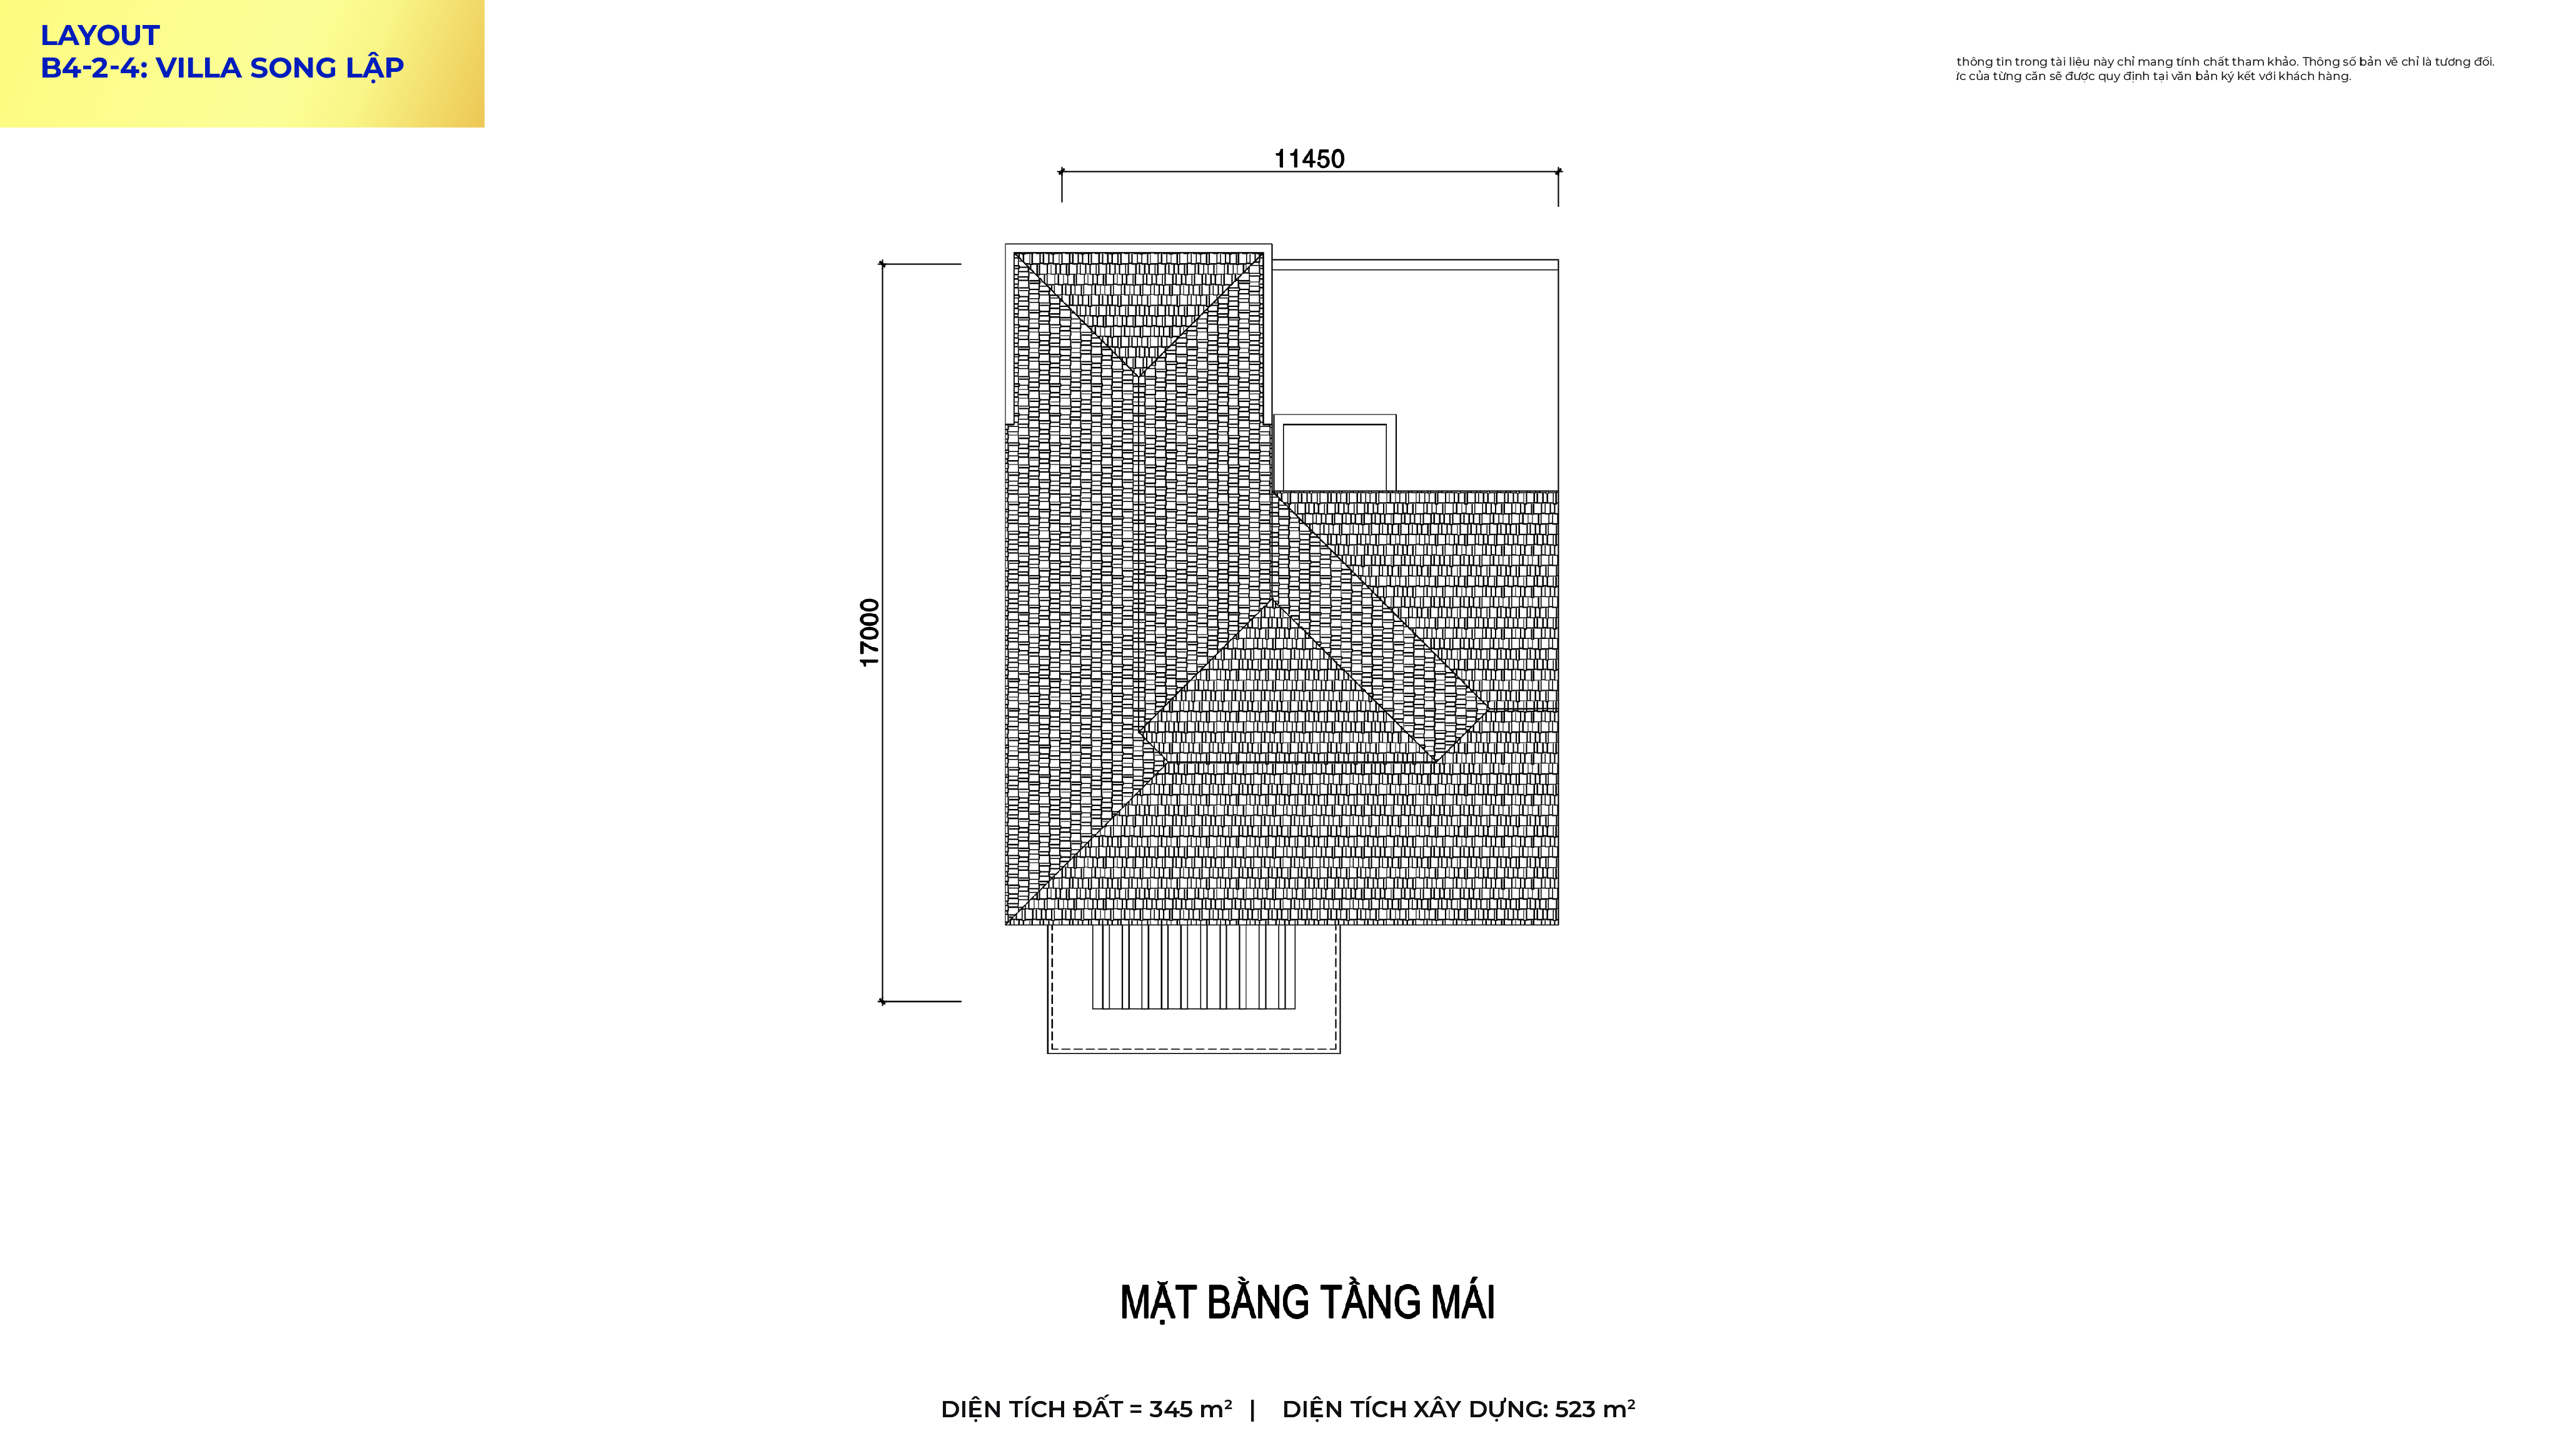 LAYOUT
B4-2-4: VILLA SONG LẬP
thông tin trong tài liệu này chỉ mang tính chất tham khảo. Thông số bản vẽ chỉ là tương đối.
của từng căn sẽ được quy định tại văn bản ký kết với khách hàng.
11450
17000
MẶT BẰNG TẦNG MÁI
DIỆN TÍCH ĐẤT = 345 m² | DIỆN TÍCH XÂY DỰNG: 523 m²